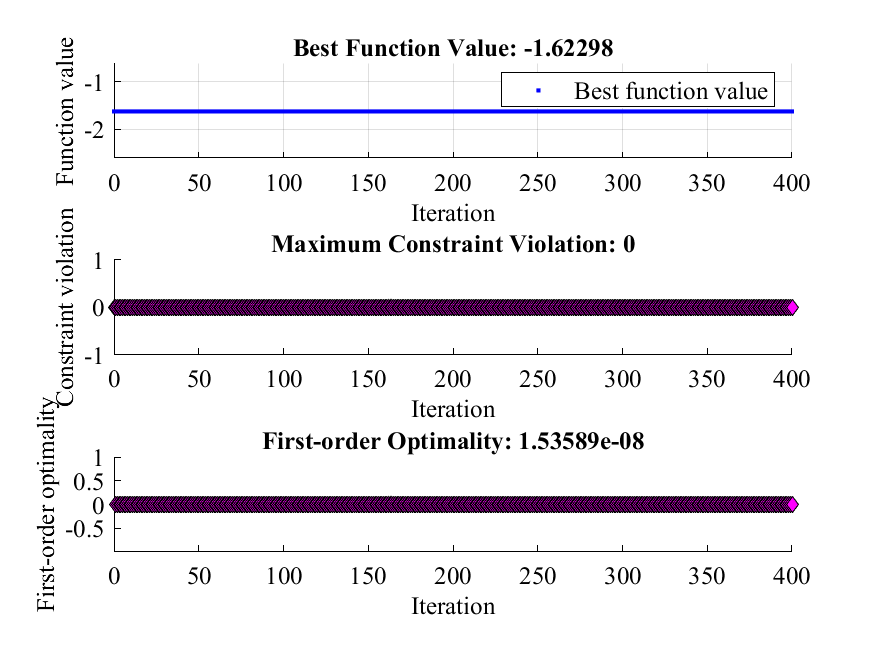 Best Function Value: -1.62298
Function value
-1
-2
Best function value
0 50 100 150 200 250 300 350 400
Iteration
Maximum Constraint Violation: 0
Constraint violation
1
0
-1
0 50 100 150 200 250 300 350 400
Iteration
First-order Optimality: 1.53589e-08
First-order optimality
1
0.5
0
-0.5
0 50 100 150 200 250 300 350 400
Iteration